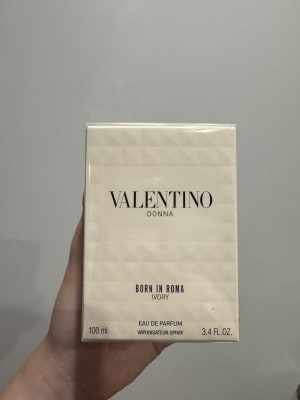 VALENTINO
DONNA
BORN IN ROMA
IVORY
EAU DE PARFUM
100 ml VAPORISATEUR SPRAY 3.4 FL.OZ.